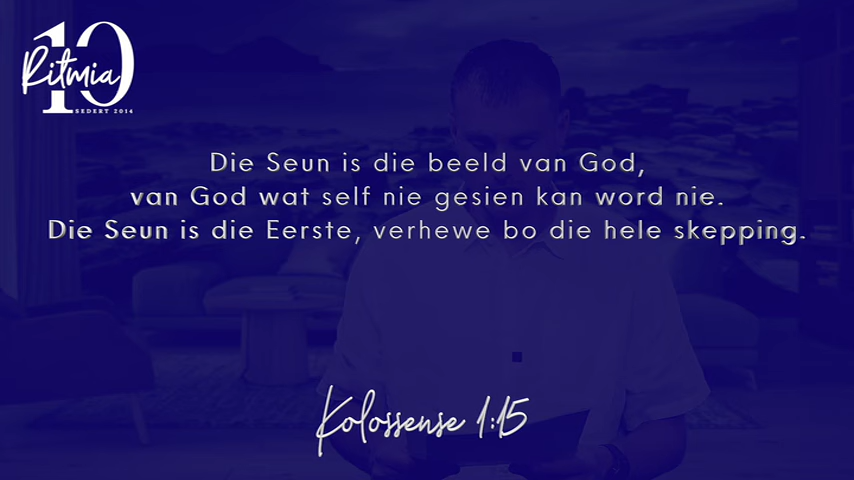 10
Ritmia
SEDERT 2014
Die Seun is die beeld van God,
van God wat self nie gesien kan word nie.
Die Seun is die Eerste, verhewe bo die hele skepping.
Kolossense 1:15